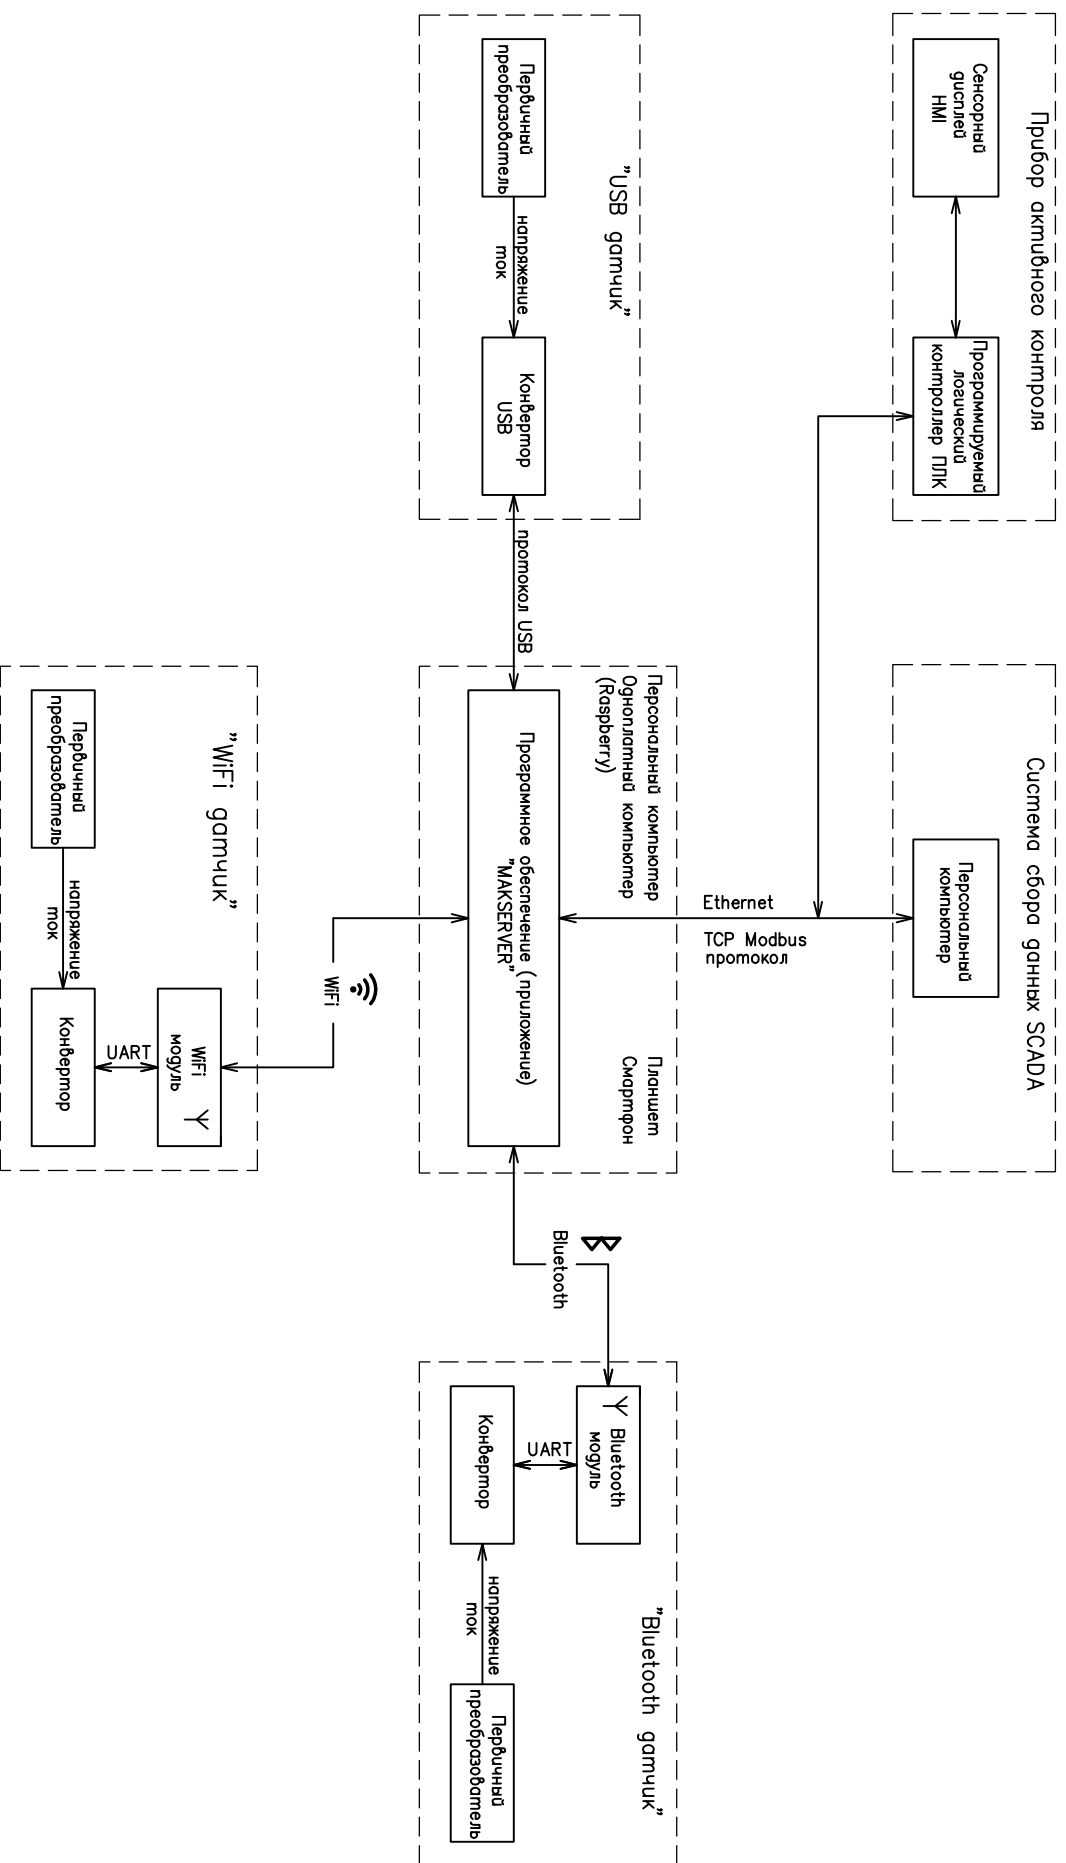 Прибор активного контроля
Сенсорный
дисплей
HMI
Программируемый
логический
контроллер ПЛК
Система сбора данных SCADA
Персональный
компьютер
Ethernet
TCP Modbus
протокол
"USB датчик"
Первичный
преобразователь
напряжение
ток
Конвертор
USB
протокол USB
Персональный компьютер
Одноплатный компьютер
(Raspberry)
Планшет
Смартфон
Программное обеспечение (приложение)
"MAKSERVER"
Bluetooth
"Bluetooth датчик"
Bluetooth
модуль
UART
Конвертор
напряжение
ток
Первичный
преобразователь
WiFi
"WiFi датчик"
Первичный
преобразователь
напряжение
ток
WiFi
модуль
UART
Конвертор